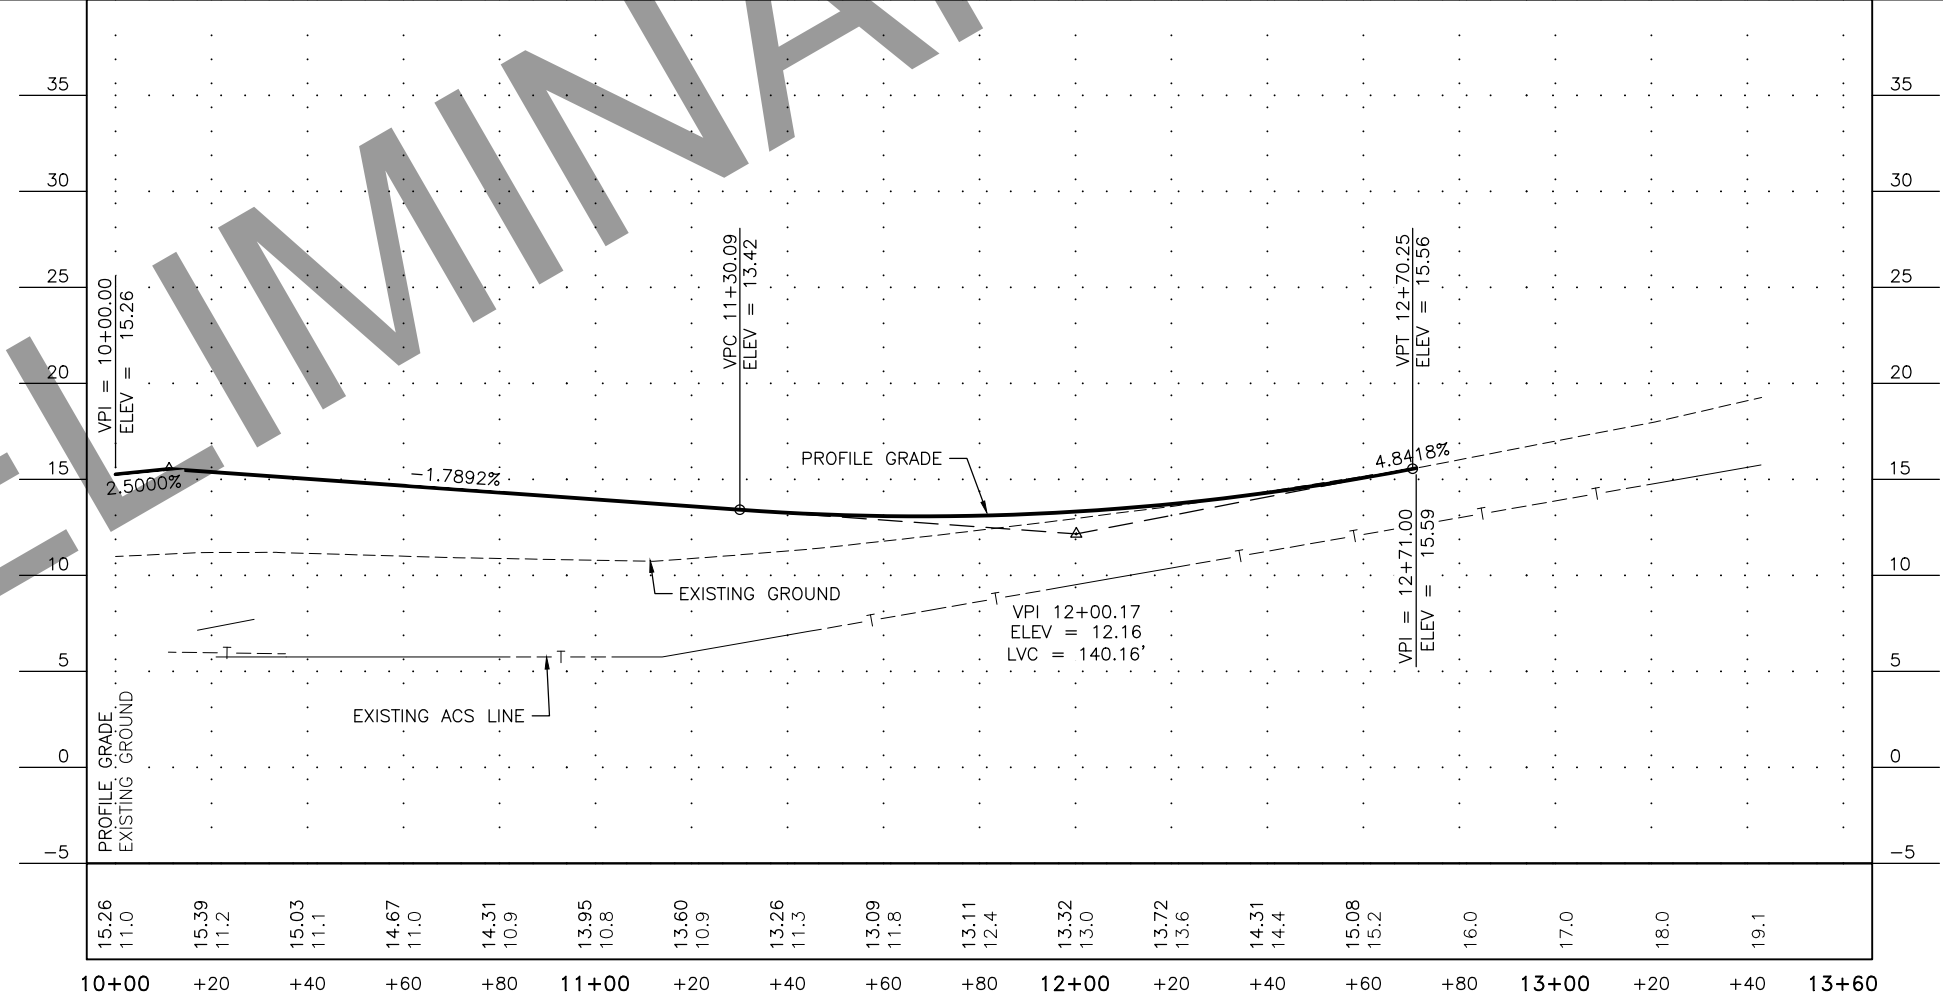 35
35
30
30
25
25
20
20
15
15
10
10
5
5
0
0
-5
-5
VPI = 10+00.00
ELEV = 15.26
VPC 11+30.09
ELEV = 13.42
VPT 12+70.25
ELEV = 15.56
2.5000%
-1.7892%
PROFILE GRADE
4.8418%
EXISTING GROUND
VPI 12+00.17
ELEV = 12.16
LVC = 140.16'
VPI = 12+71.00
ELEV = 15.59
EXISTING ACS LINE
T
T
T
T
T
T
T
T
PROFILE GRADE
EXISTING GROUND
15.26
11.0
15.39
11.2
15.03
11.1
14.67
11.0
14.31
10.9
13.95
10.8
13.60
10.9
13.26
11.3
13.09
11.8
13.11
12.4
13.32
13.0
13.72
13.6
14.31
14.4
15.08
15.2
16.0
17.0
18.0
19.1
10+00 +20 +40 +60 +80 11+00 +20 +40 +60 +80 12+00 +20 +40 +60 +80 13+00 +20 +40 13+60
ELIMINA